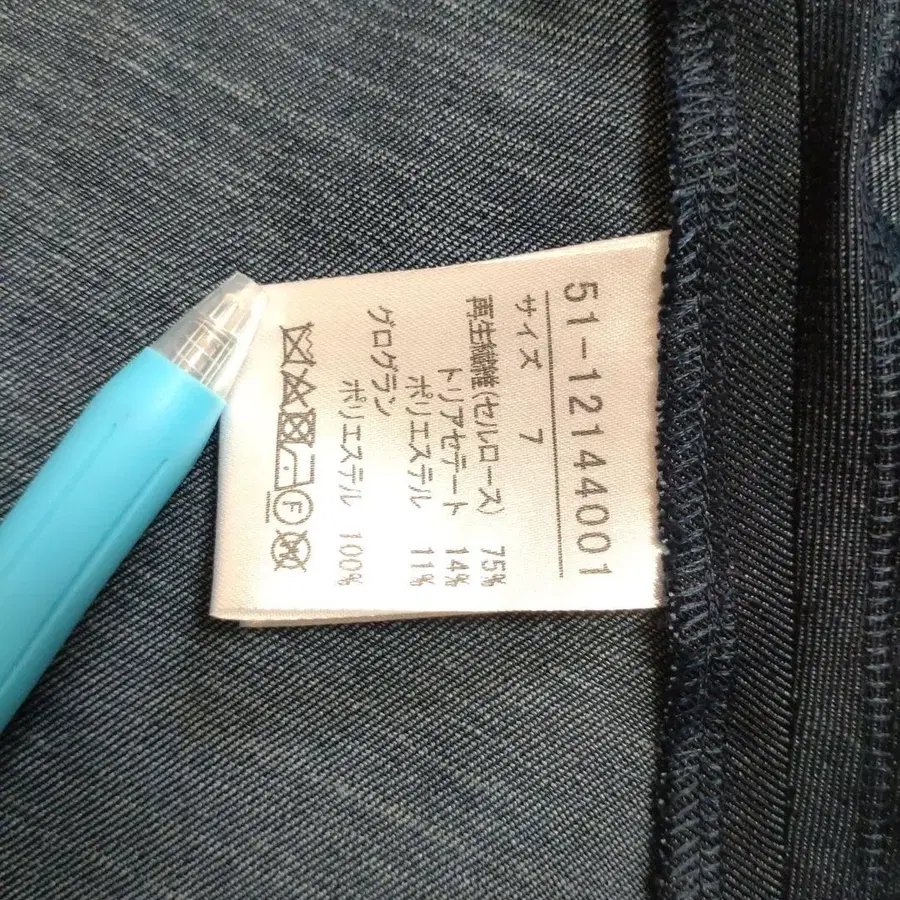 51-1214001
サイズ 7
再生繊維(セルロース) 75%
トリアセテート 14%
ポリエステル 11%
グログラン
ポリエステル 100%
F
W